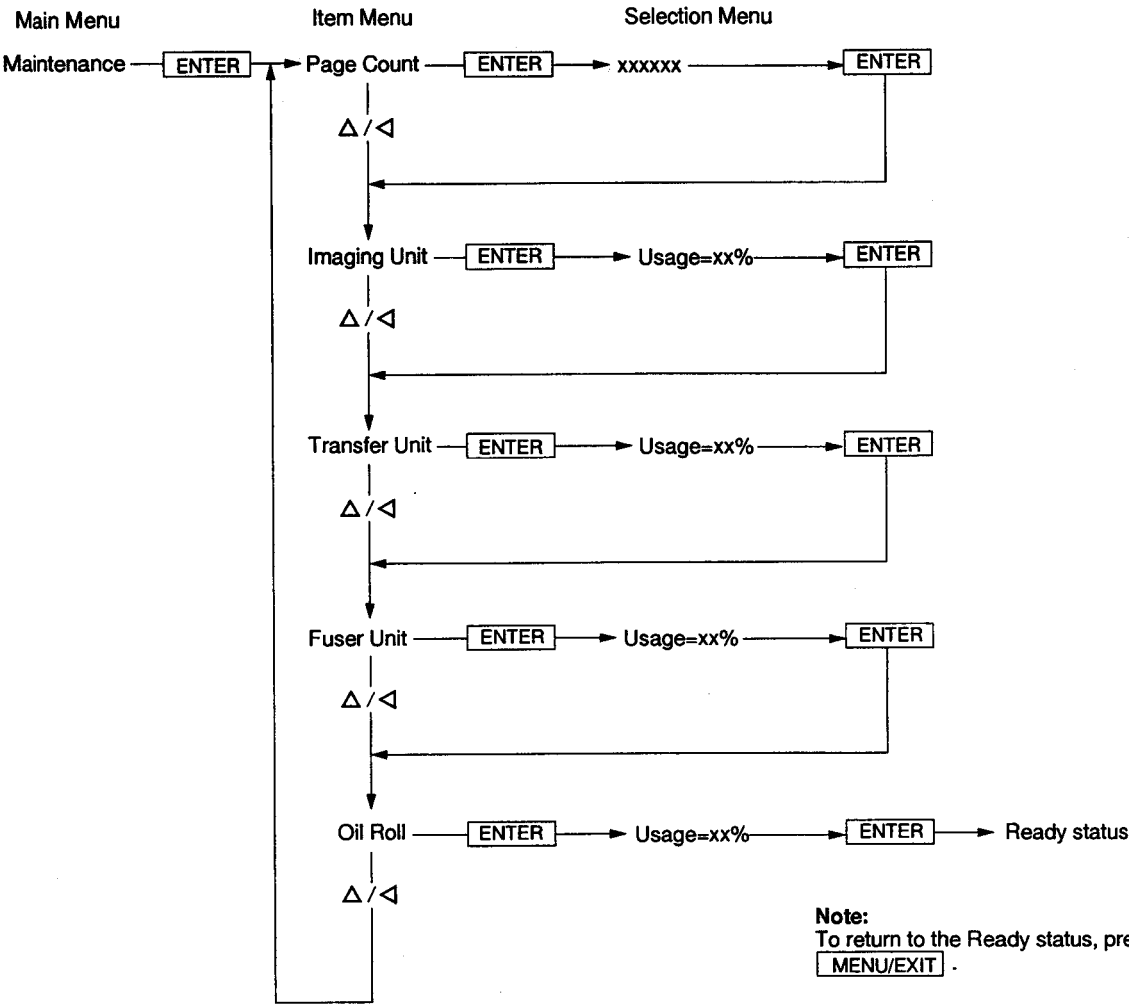 Main Menu Item Menu Selection Menu
Maintenance ENTER Page Count ENTER xxxxxx ENTER
△ / ◁
Imaging Unit ENTER Usage=xx% ENTER
△ / ◁
Transfer Unit ENTER Usage=xx% ENTER
△ / ◁
Fuser Unit ENTER Usage=xx% ENTER
△ / ◁
Oil Roll ENTER Usage=xx% ENTER Ready status
△ / ◁
Note:
To return to the Ready status, pre
MENU/EXIT .